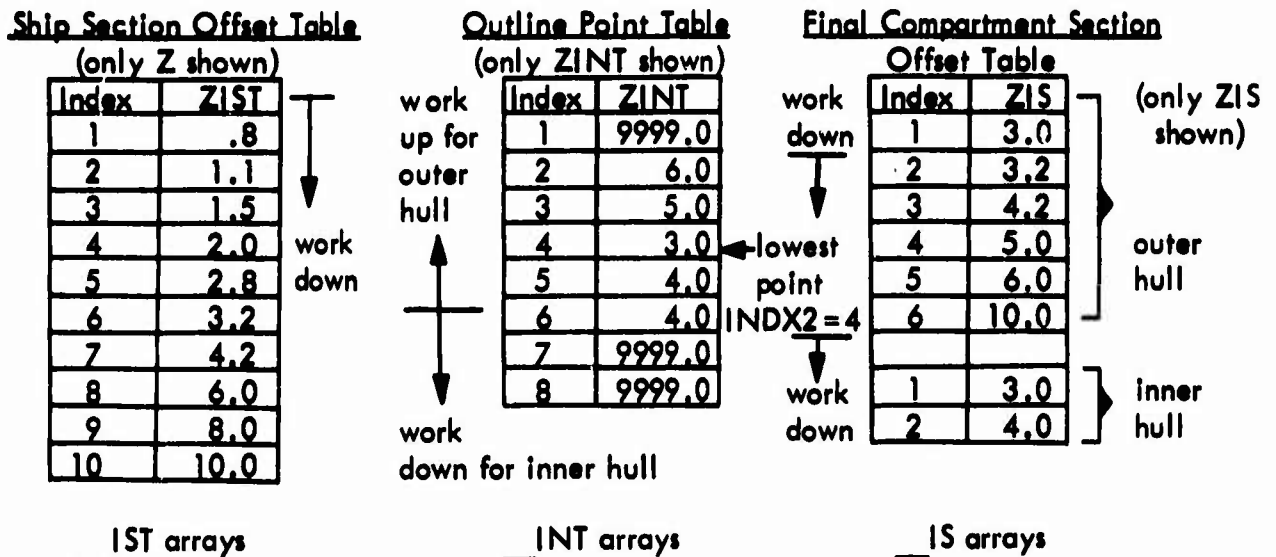 Ship Section Offset Table
(only Z shown)
Index ZIST
1 .8
2 1.1
3 1.5
4 2.0
5 2.8
6 3.2
7 4.2
8 6.0
9 8.0
10 10.0
work
down
IST arrays
Outline Point Table
(only ZINT shown)
work
up for
outer
hull
Index ZINT
1 9999.0
2 6.0
3 5.0
4 3.0
5 4.0
6 4.0
7 9999.0
8 9999.0
lowest
point
INDX2=4
work
down for inner hull
INT arrays
Final Compartment Section
Offset Table
(only ZIS
shown)
work
down
Index ZIS
1 3.0
2 3.2
3 4.2
4 5.0
5 6.0
6 10.0
outer
hull
work
down
1 3.0
2 4.0
inner
hull
IS arrays